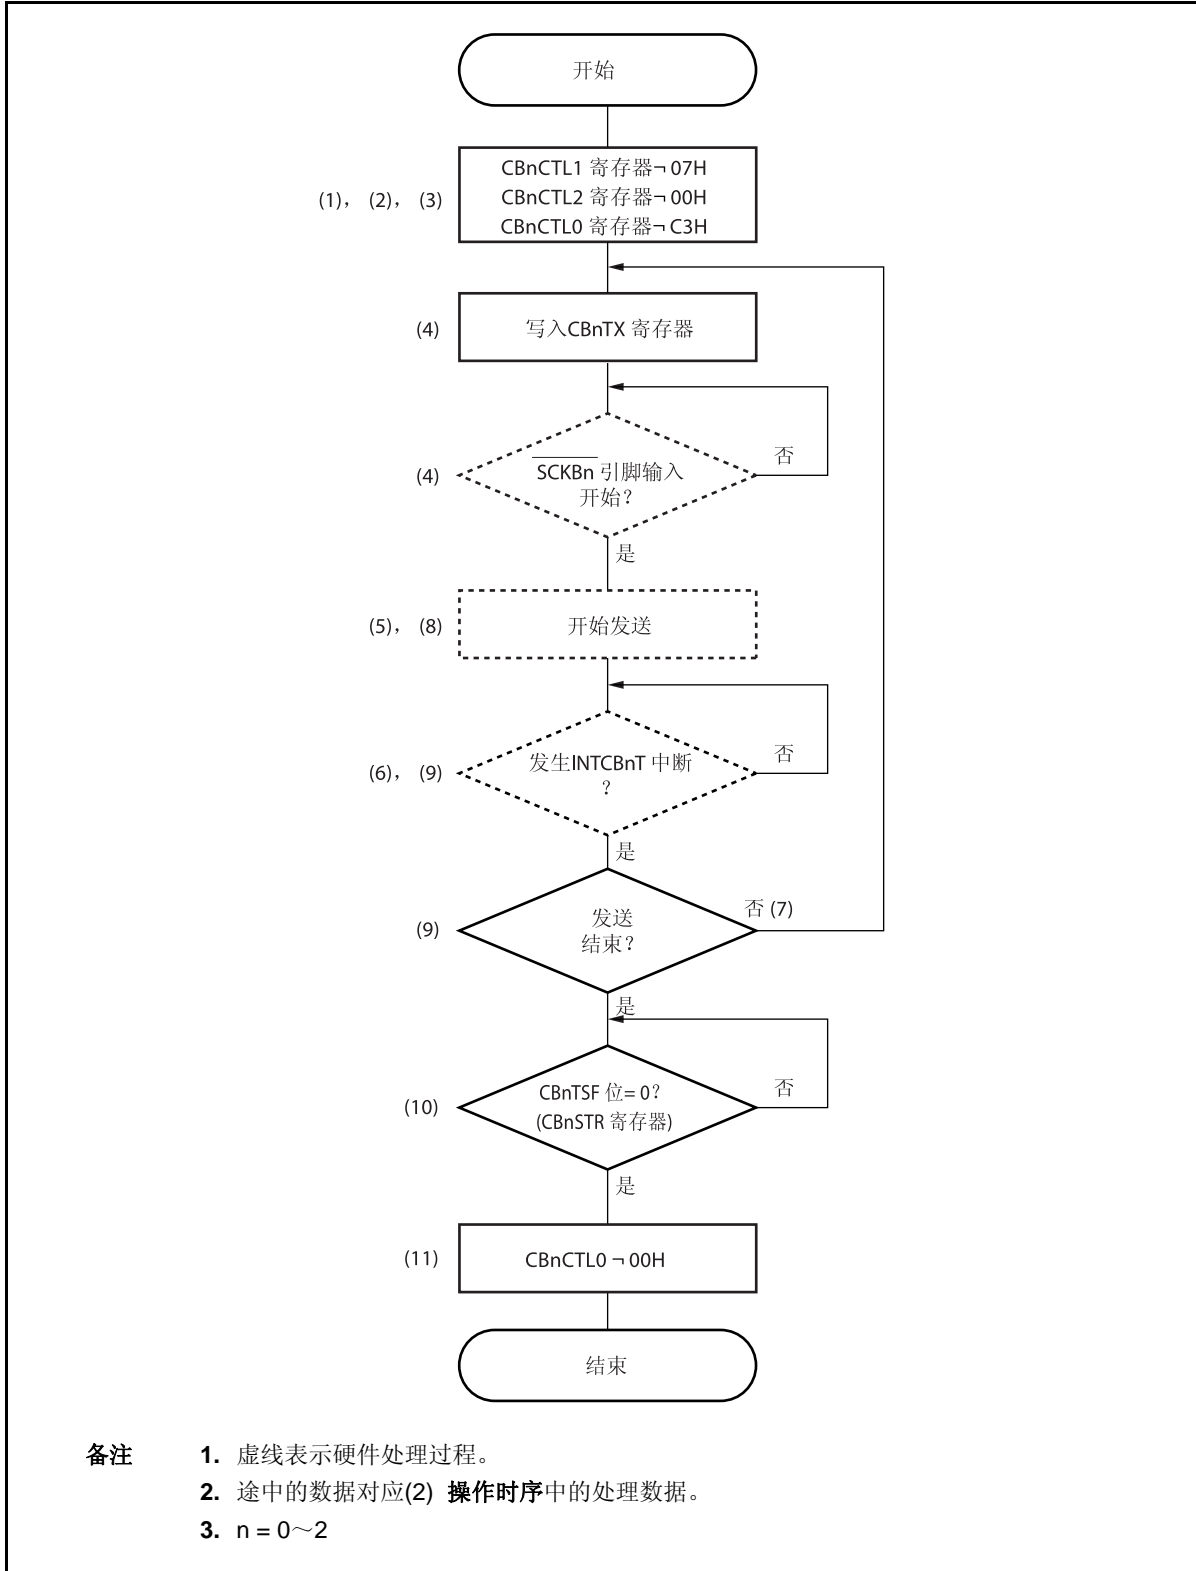 开始
CBnCTL1 寄存器¬ 07H
(1)， (2)， (3)
CBnCTL2 寄存器¬ 00H
CBnCTL0 寄存器¬ C3H
(4)
写入CBnTX 寄存器
(4)
SCKBn 引脚输入
开始？
否
是
(5)， (8)
开始发送
(6)， (9)
发生INTCBnT 中断
？
否
是
(9)
发送
结束？
否 (7)
是
(10)
CBnTSF 位= 0？
(CBnSTR 寄存器)
否
是
(11)
CBnCTL0 ¬ 00H
结束
备注 1. 虚线表示硬件处理过程。
2. 途中的数据对应(2) 操作时序中的处理数据。
3. n = 0～2